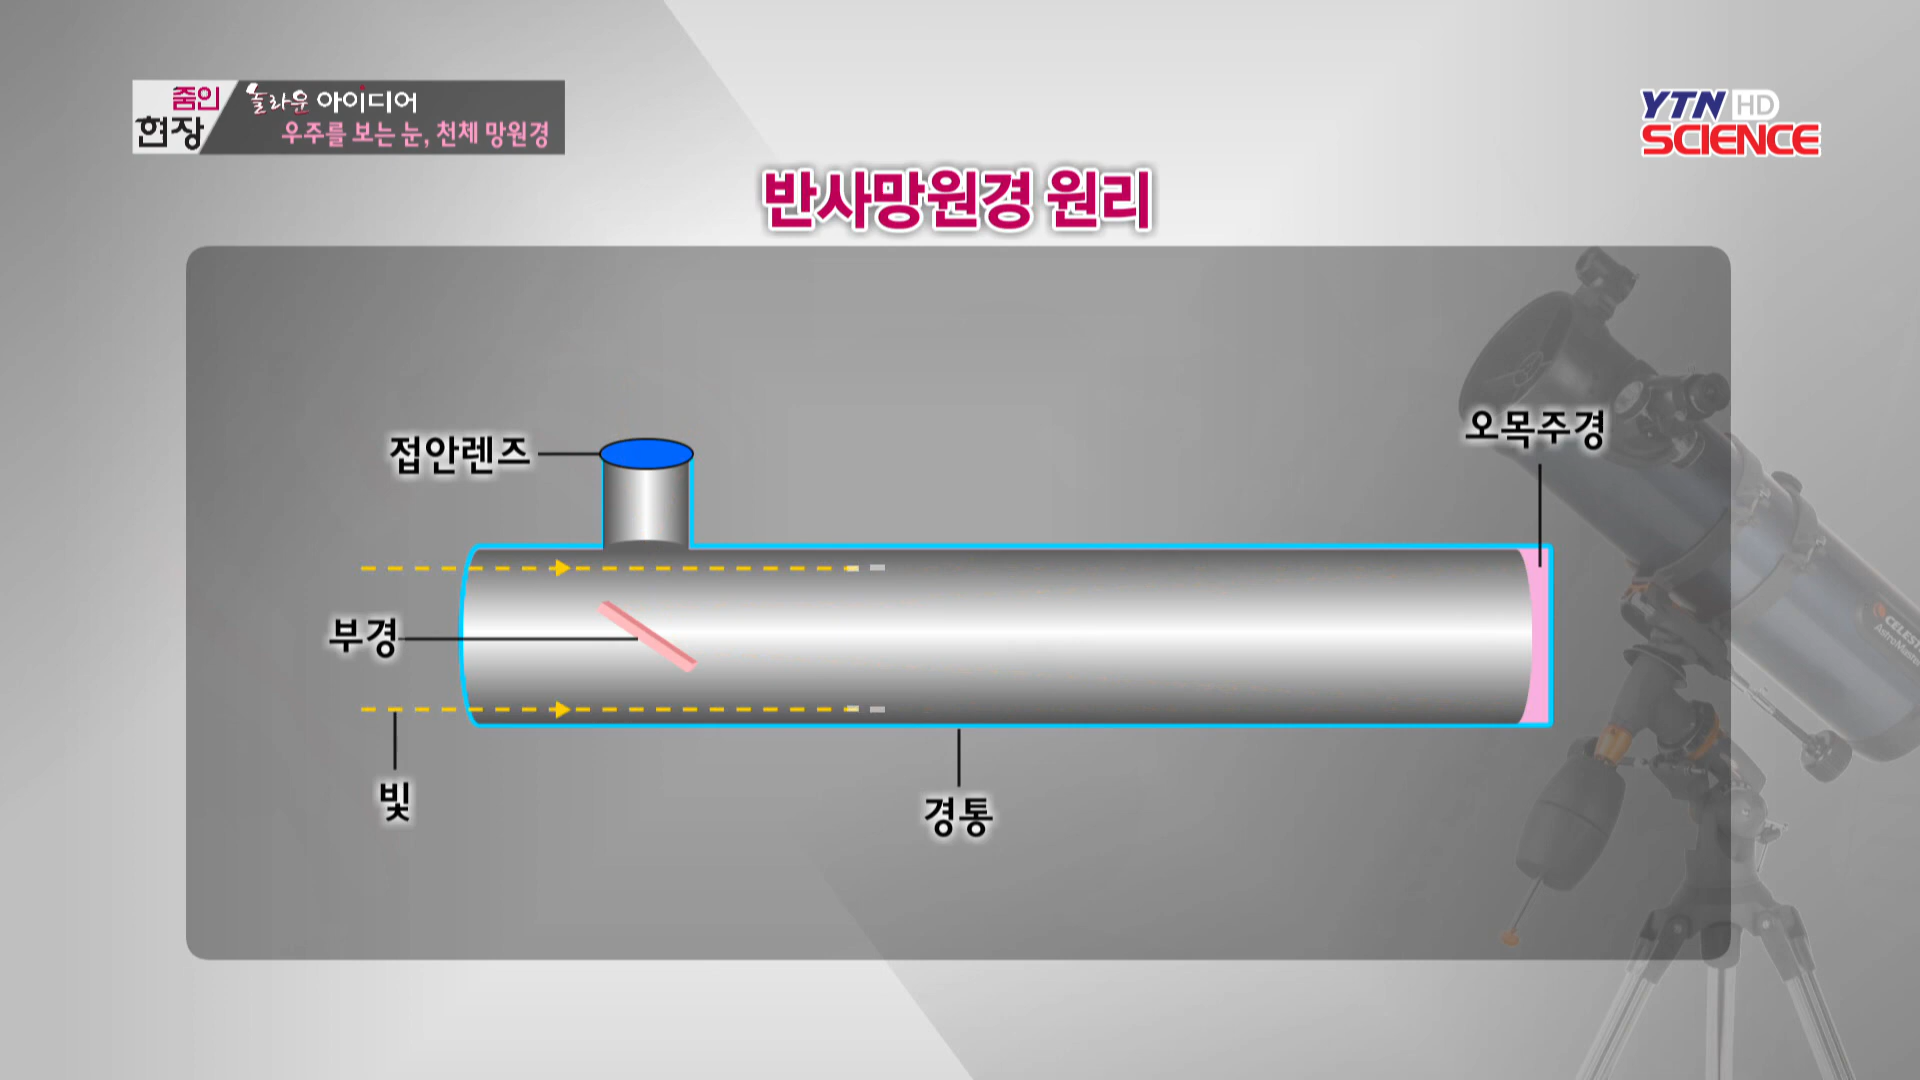 줌인
현장
놀라운 아이디어
우주를 보는 눈, 천체 망원경
YTN HD
SCIENCE
반사망원경 원리
접안렌즈
오목주경
부경
빛
경통
CELEST
AstroMaste